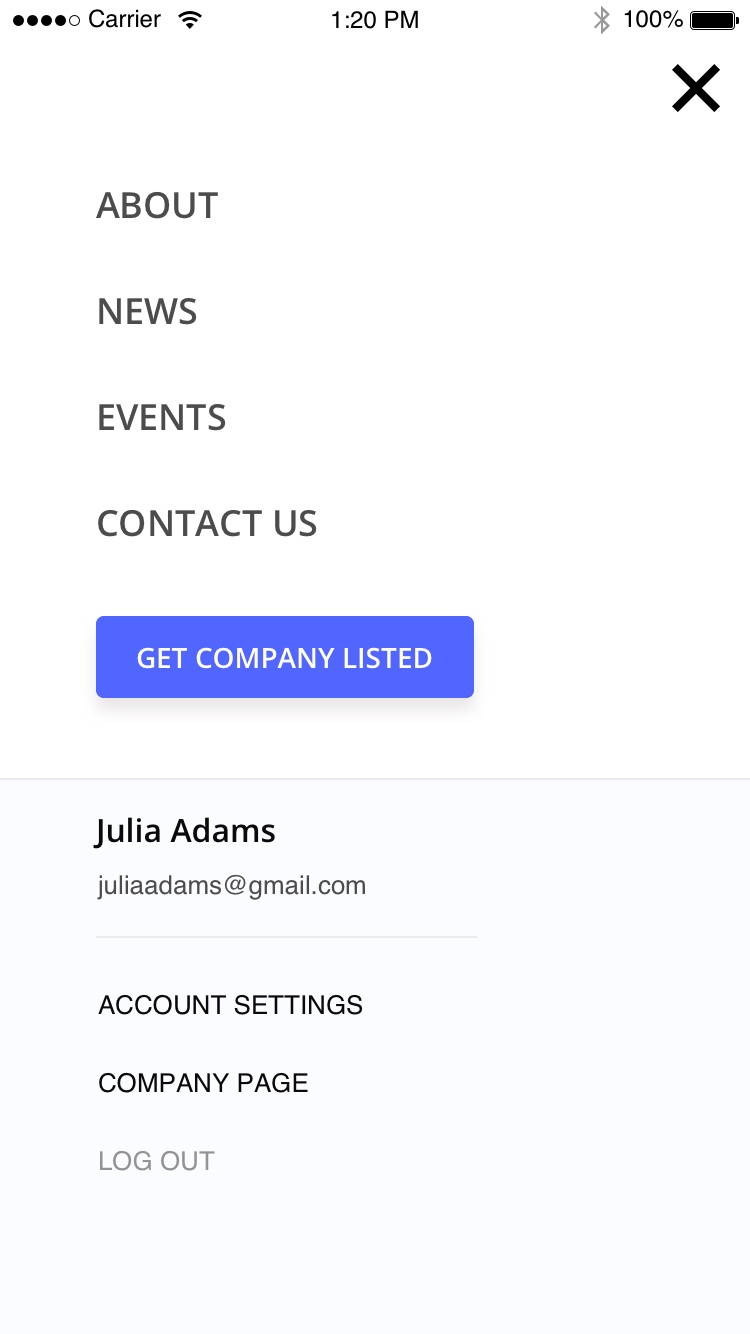 Carrier 1:20 PM 100%
ABOUT
NEWS
EVENTS
CONTACT US
GET COMPANY LISTED
Julia Adams
juliaadams@gmail.com
ACCOUNT SETTINGS
COMPANY PAGE
LOG OUT